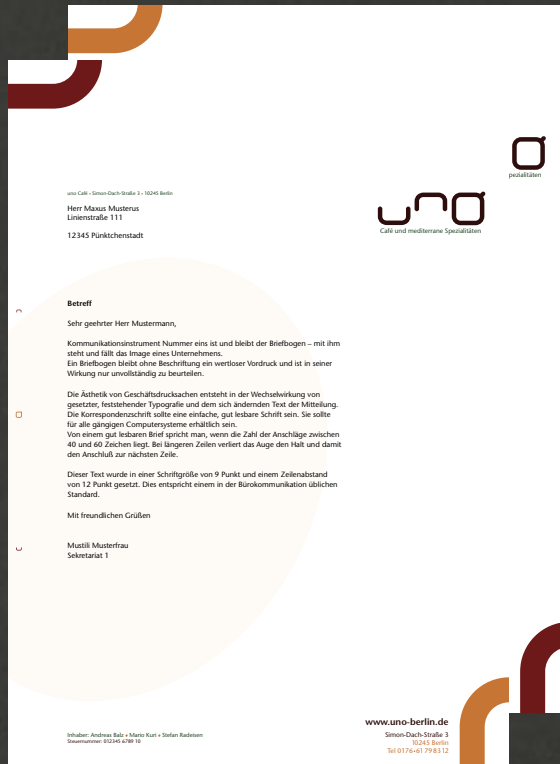 pezialitäten
uno Café • Simon-Dach-Straße 3 • 10245 Berlin
Herr Maxus Musterus
Linienstraße 111
12345 Pünktchenstadt
uno
Café und mediterrane Spezialitäten
Betreff
Sehr geehrter Herr Mustermann,
Kommunikationsinstrument Nummer eins ist und bleibt der Briefbogen – mit ihm
steht und fällt das Image eines Unternehmens.
Ein Briefbogen bleibt ohne Beschriftung ein wertloser Vordruck und ist in seiner
Wirkung nur unvollständig zu beurteilen.
Die Ästhetik von Geschäftsdrucksachen entsteht in der Wechselwirkung von
gesetzter, feststehender Typografie und dem sich ändernden Text der Mitteilung.
Die Korrespondenzschrift sollte eine einfache, gut lesbare Schrift sein. Sie sollte
für alle gängigen Computersysteme erhältlich sein.
Von einem gut lesbaren Brief spricht man, wenn die Zahl der Anschläge zwischen
40 und 60 Zeichen liegt. Bei längeren Zeilen verliert das Auge den Halt und damit
den Anschluß zur nächsten Zeile.
Dieser Text wurde in einer Schriftgröße von 9 Punkt und einem Zeilenabstand
von 12 Punkt gesetzt. Dies entspricht einem in der Bürokommunikation üblichen
Standard.
Mit freundlichen Grüßen
Mustili Musterfrau
Sekretariat 1
www.uno-berlin.de
Inhaber: Andreas Balz • Mario Kuri • Stefan Radeisen
Steuernummer: 012345 6789 10
Simon-Dach-Straße 3
10245 Berlin
Tel 0176•61 79 83 12